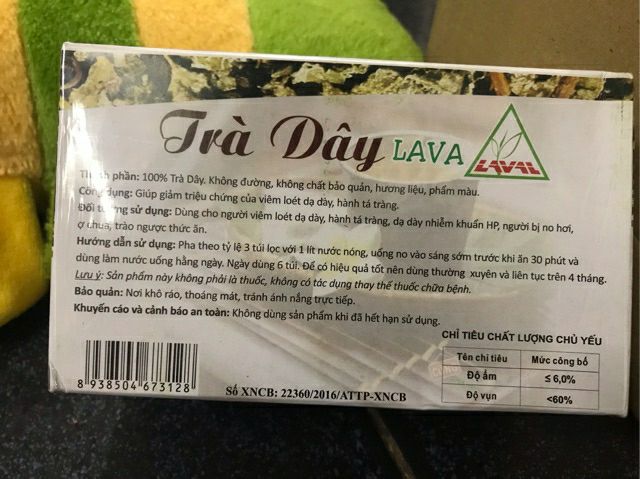 Trà Dây LAVA
LAVAL
Thành phần: 100% Trà Dây. Không đường, không chất bảo quản, hương liệu, phẩm màu.
Công dụng: Giúp giảm triệu chứng của viêm loét dạ dày, hành tá tràng.
Đối tượng sử dụng: Dùng cho người viêm loét dạ dày, hành tá tràng, dạ dày nhiễm khuẩn HP, người bị no hơi,
ợ chua, trào ngược thức ăn.
Hướng dẫn sử dụng: Pha theo tỷ lệ 3 túi lọc với 1 lít nước nóng, uống no vào sáng sớm trước khi ăn 30 phút và
dùng làm nước uống hằng ngày. Ngày dùng 6 túi. Để có hiệu quả tốt nên dùng thường xuyên và liên tục trên 4 tháng.
Lưu ý: Sản phẩm này không phải là thuốc, không có tác dụng thay thế thuốc chữa bệnh.
Bảo quản: Nơi khô ráo, thoáng mát, tránh ánh nắng trực tiếp.
Khuyến cáo và cảnh báo an toàn: Không dùng sản phẩm khi đã hết hạn sử dụng.
CHỈ TIÊU CHẤT LƯỢNG CHỦ YẾU
Tên chỉ tiêu Mức công bố
Độ ẩm ≤ 6,0%
Độ vụn <60%
8 938504 673128
Số XNCB: 22360/2016/ATTP-XNCB